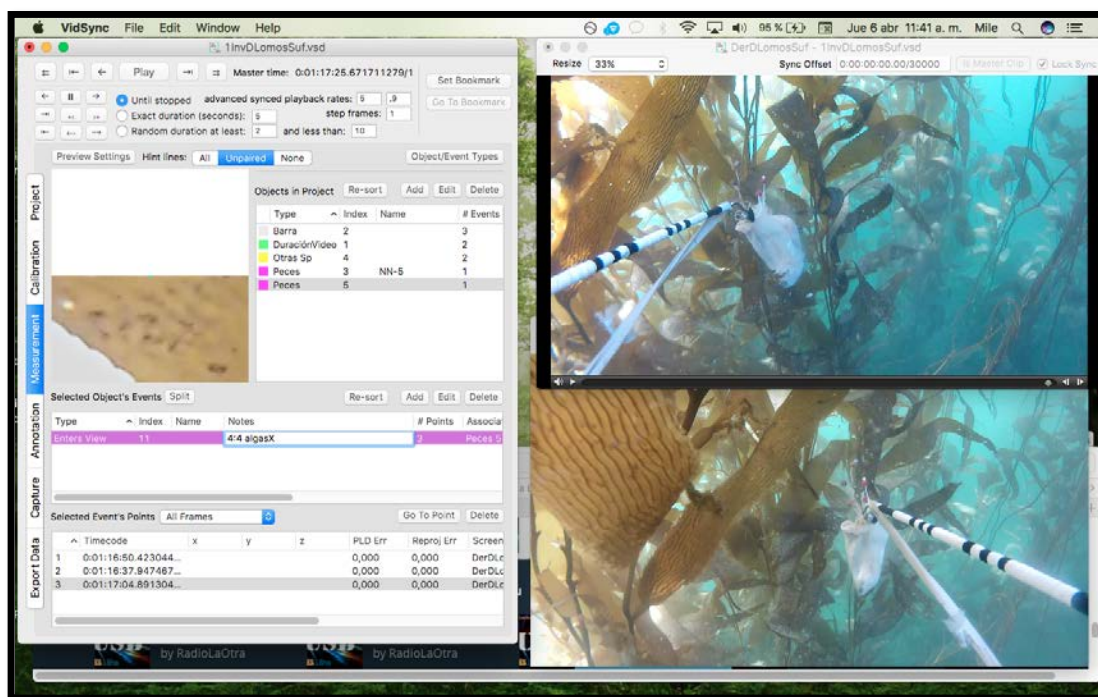 VidSync File Edit Window Help 95 % Jue 6 abr 11:41 a. m. Mile
1InvDLomosSuf.vsd
Play Master time: 0:01:17:25.671711279/1 Set Bookmark
Until stopped advanced synced playback rates: 5 .9 Go To Bookmark
Exact duration (seconds): 5 step frames: 1
Random duration at least: 2 and less than: 10
Preview Settings Hint lines: All Unpaired None Object/Event Types
Project
Calibration
Measurement
Annotation
Capture
Export Data
Objects in Project Re-sort Add Edit Delete
Type Index Name # Events
Barra 2 3
DuraciónVideo 1 2
Otras Sp 4 2
Peces 3 NN-5 1
Peces 5 1
Selected Object's Events Split Re-sort Add Edit Delete
Type Index Name Notes # Points Associa
Enters View 11 4:4 algasX 3 Peces 5
Selected Event's Points All Frames Go To Point Delete
Timecode x y z PLD Err Reproj Err Screen
1 0:01:16:50.423044... 0,000 0,000 DerDLc
2 0:01:16:37.947467... 0,000 0,000 DerDLc
3 0:01:17:04.891304... 0,000 0,000 DerDLc
by RadioLaOtra by RadioLaOtra
DerDLomosSuf - 1InvDLomosSuf.vsd
Resize 33% Sync Offset 0:00:00:00.00/30000 Is Master Clip Lock Sync